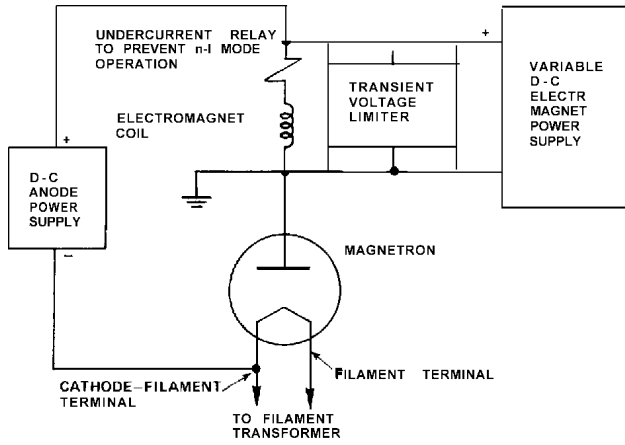 UNDERCURRENT RELAY
TO PREVENT n-I MODE
OPERATION
ELECTROMAGNET
COIL
+
D-C
ANODE
POWER
SUPPLY
–
TRANSIENT
VOLTAGE
LIMITER
+
VARIABLE
D-C
ELECTR
MAGNET
POWER
SUPPLY
MAGNETRON
CATHODE–FILAMENT
TERMINAL
FILAMENT TERMINAL
TO FILAMENT
TRANSFORMER